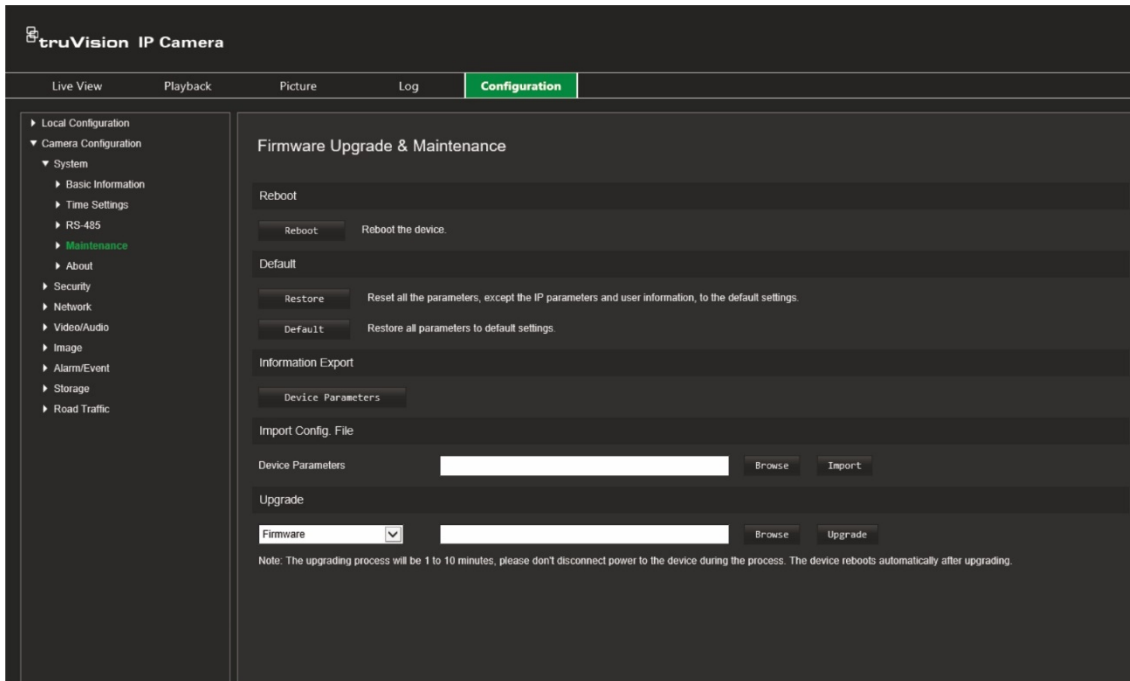 truVision IP Camera
Live View Playback Picture Log Configuration
Local Configuration
Camera Configuration
System
Basic Information
Time Settings
RS-485
Maintenance
About
Security
Network
Video/Audio
Image
Alarm/Event
Storage
Road Traffic
Firmware Upgrade & Maintenance
Reboot
Reboot Reboot the device.
Default
Restore Reset all the parameters, except the IP parameters and user information, to the default settings.
Default Restore all parameters to default settings.
Information Export
Device Parameters
Import Config. File
Device Parameters Browse Import
Upgrade
Firmware Browse Upgrade
Note: The upgrading process will be 1 to 10 minutes, please don't disconnect power to the device during the process. The device reboots automatically after upgrading.